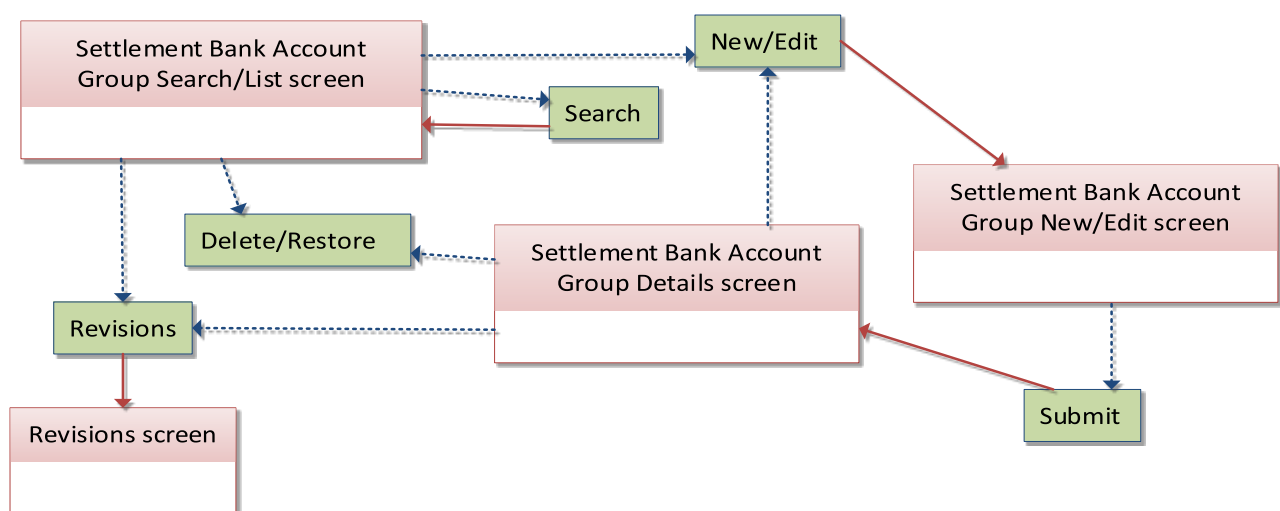 Settlement Bank Account
Group Search/List screen
New/Edit
Search
Settlement Bank Account
Group New/Edit screen
Delete/Restore
Settlement Bank Account
Group Details screen
Revisions
Submit
Revisions screen